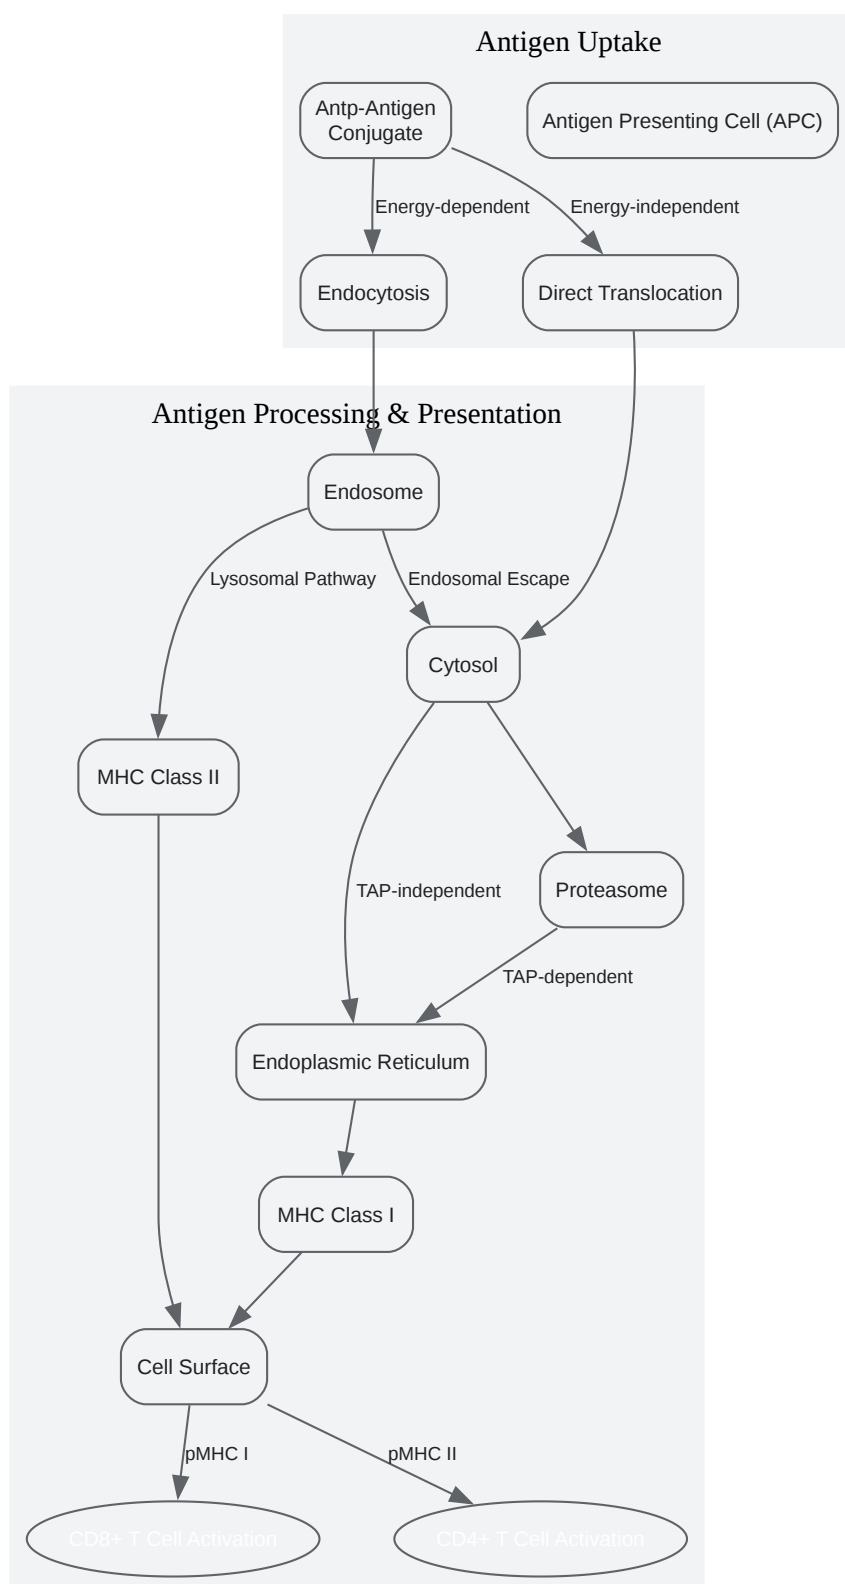 Antigen Uptake
Antp-Antigen
Conjugate
Antigen Presenting Cell (APC)
Energy-dependent
Energy-independent
Endocytosis
Direct Translocation
Antigen Processing & Presentation
Endosome
Lysosomal Pathway
Endosomal Escape
Cytosol
MHC Class II
TAP-independent
Proteasome
TAP-dependent
Endoplasmic Reticulum
MHC Class I
Cell Surface
pMHC I
pMHC II
CD8+ T Cell Activation
CD4+ T Cell Activation